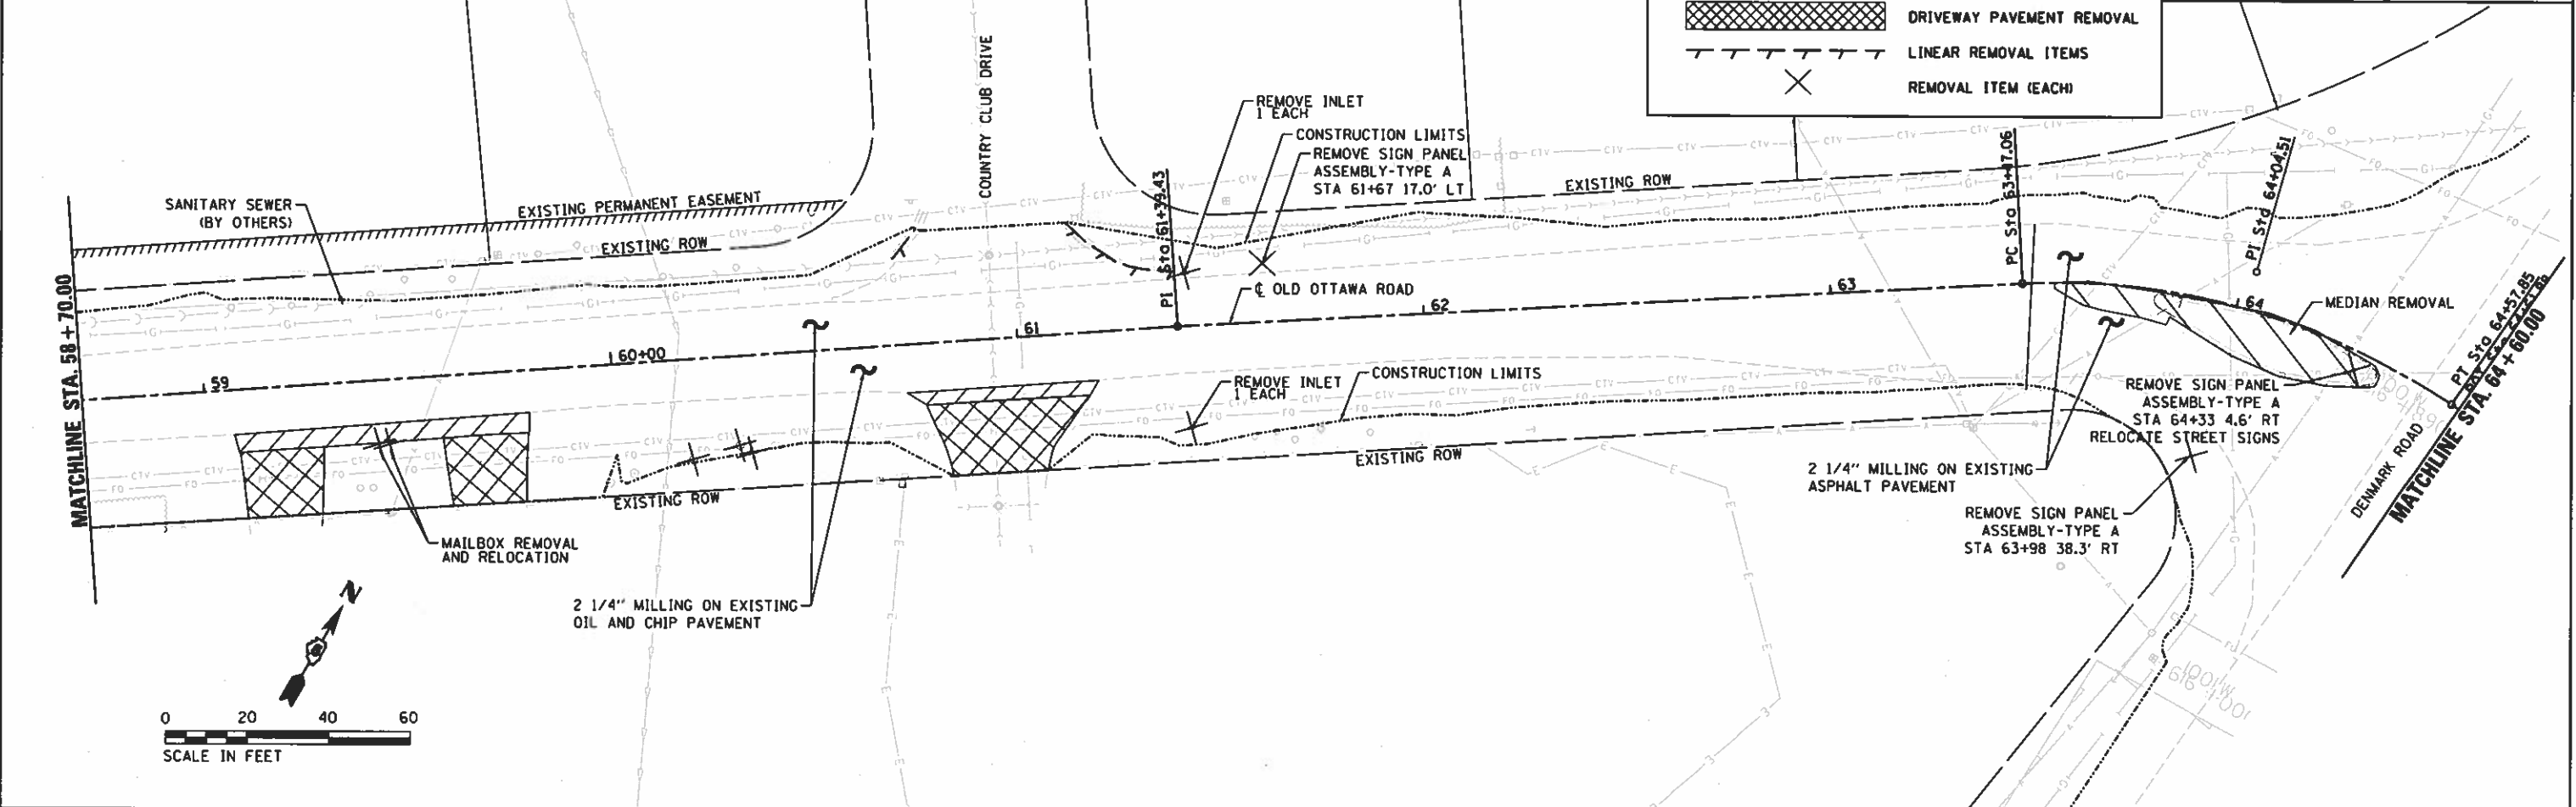 DRIVEWAY PAVEMENT REMOVAL
LINEAR REMOVAL ITEMS
REMOVAL ITEM (EACH)
COUNTRY CLUB DRIVE
REMOVE INLET
1 EACH
CONSTRUCTION LIMITS
REMOVE SIGN PANEL
ASSEMBLY-TYPE A
STA 61+67 17.0' LT
SANITARY SEWER
(BY OTHERS)
EXISTING PERMANENT EASEMENT
EXISTING ROW
EXISTING ROW
PI Sta 61+39.43
PC Sta 63+47.06
PI Sta 64+04.51
MATCHLINE STA. 58 + 70.00
59
60+00
61
62
63
64
℄ OLD OTTAWA ROAD
MEDIAN REMOVAL
PT Sta 64+57.85
MATCHLINE STA. 64 + 60.00
DENMARK ROAD
REMOVE INLET
1 EACH
CONSTRUCTION LIMITS
REMOVE SIGN PANEL
ASSEMBLY-TYPE A
STA 64+33 4.6' RT
RELOCATE STREET SIGNS
EXISTING ROW
EXISTING ROW
2 1/4" MILLING ON EXISTING
ASPHALT PAVEMENT
REMOVE SIGN PANEL
ASSEMBLY-TYPE A
STA 63+98 38.3' RT
MAILBOX REMOVAL
AND RELOCATION
2 1/4" MILLING ON EXISTING
OIL AND CHIP PAVEMENT
N
0 20 40 60
SCALE IN FEET